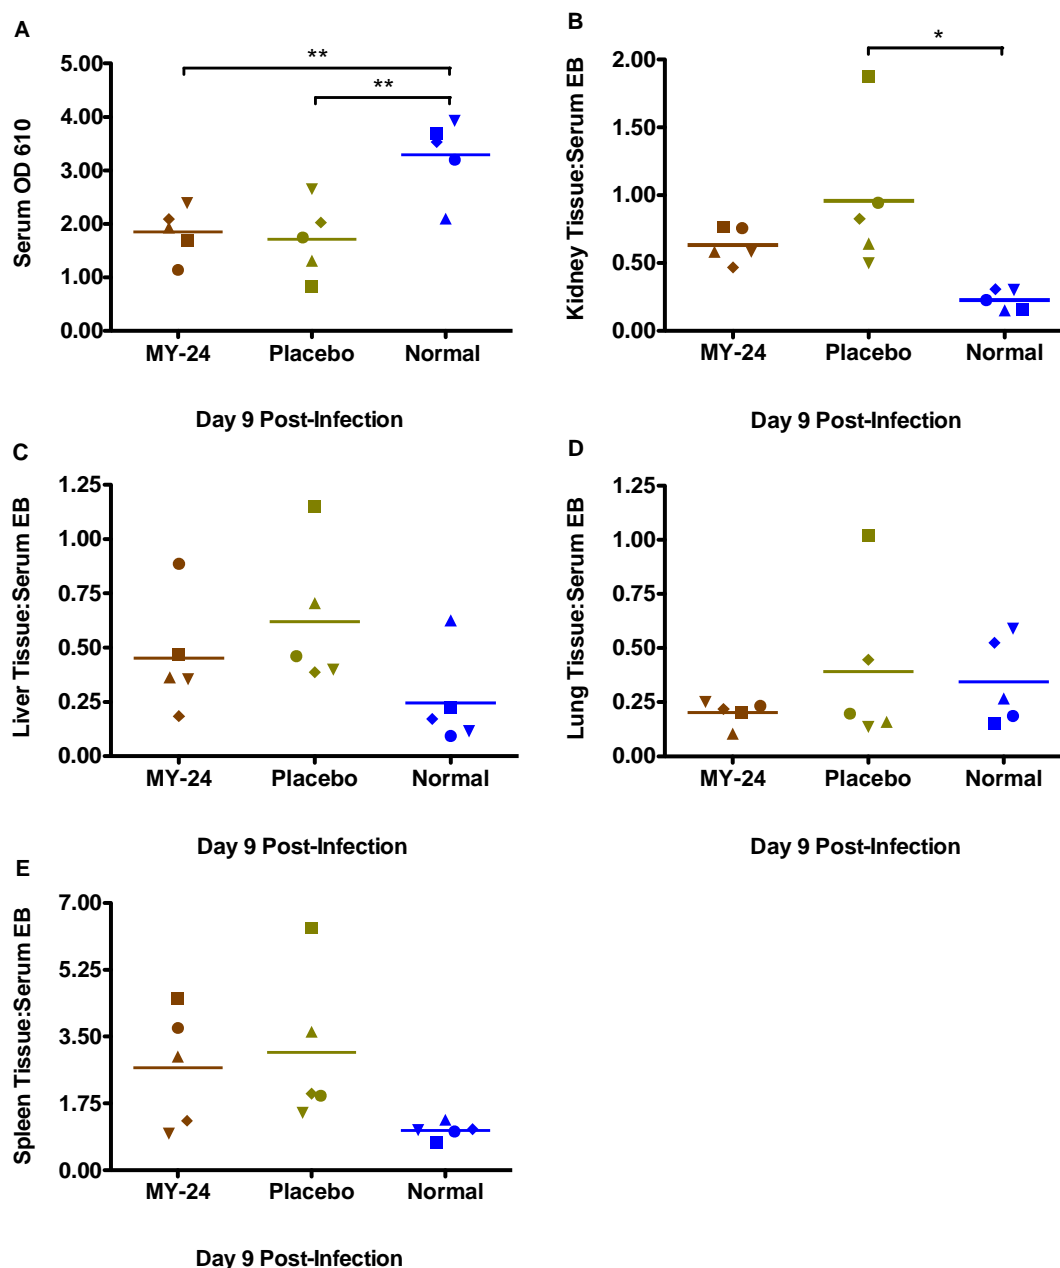 A
Serum OD 610
5.00
4.00
3.00
2.00
1.00
0.00
**
**
MY-24 Placebo Normal
Day 9 Post-Infection
B
Kidney Tissue:Serum EB
2.00
1.50
1.00
0.50
0.00
*
MY-24 Placebo Normal
Day 9 Post-Infection
C
Liver Tissue:Serum EB
1.25
1.00
0.75
0.50
0.25
0.00
MY-24 Placebo Normal
Day 9 Post-Infection
D
Lung Tissue:Serum EB
1.25
1.00
0.75
0.50
0.25
0.00
MY-24 Placebo Normal
Day 9 Post-Infection
E
Spleen Tissue:Serum EB
7.00
5.25
3.50
1.75
0.00
MY-24 Placebo Normal
Day 9 Post-Infection